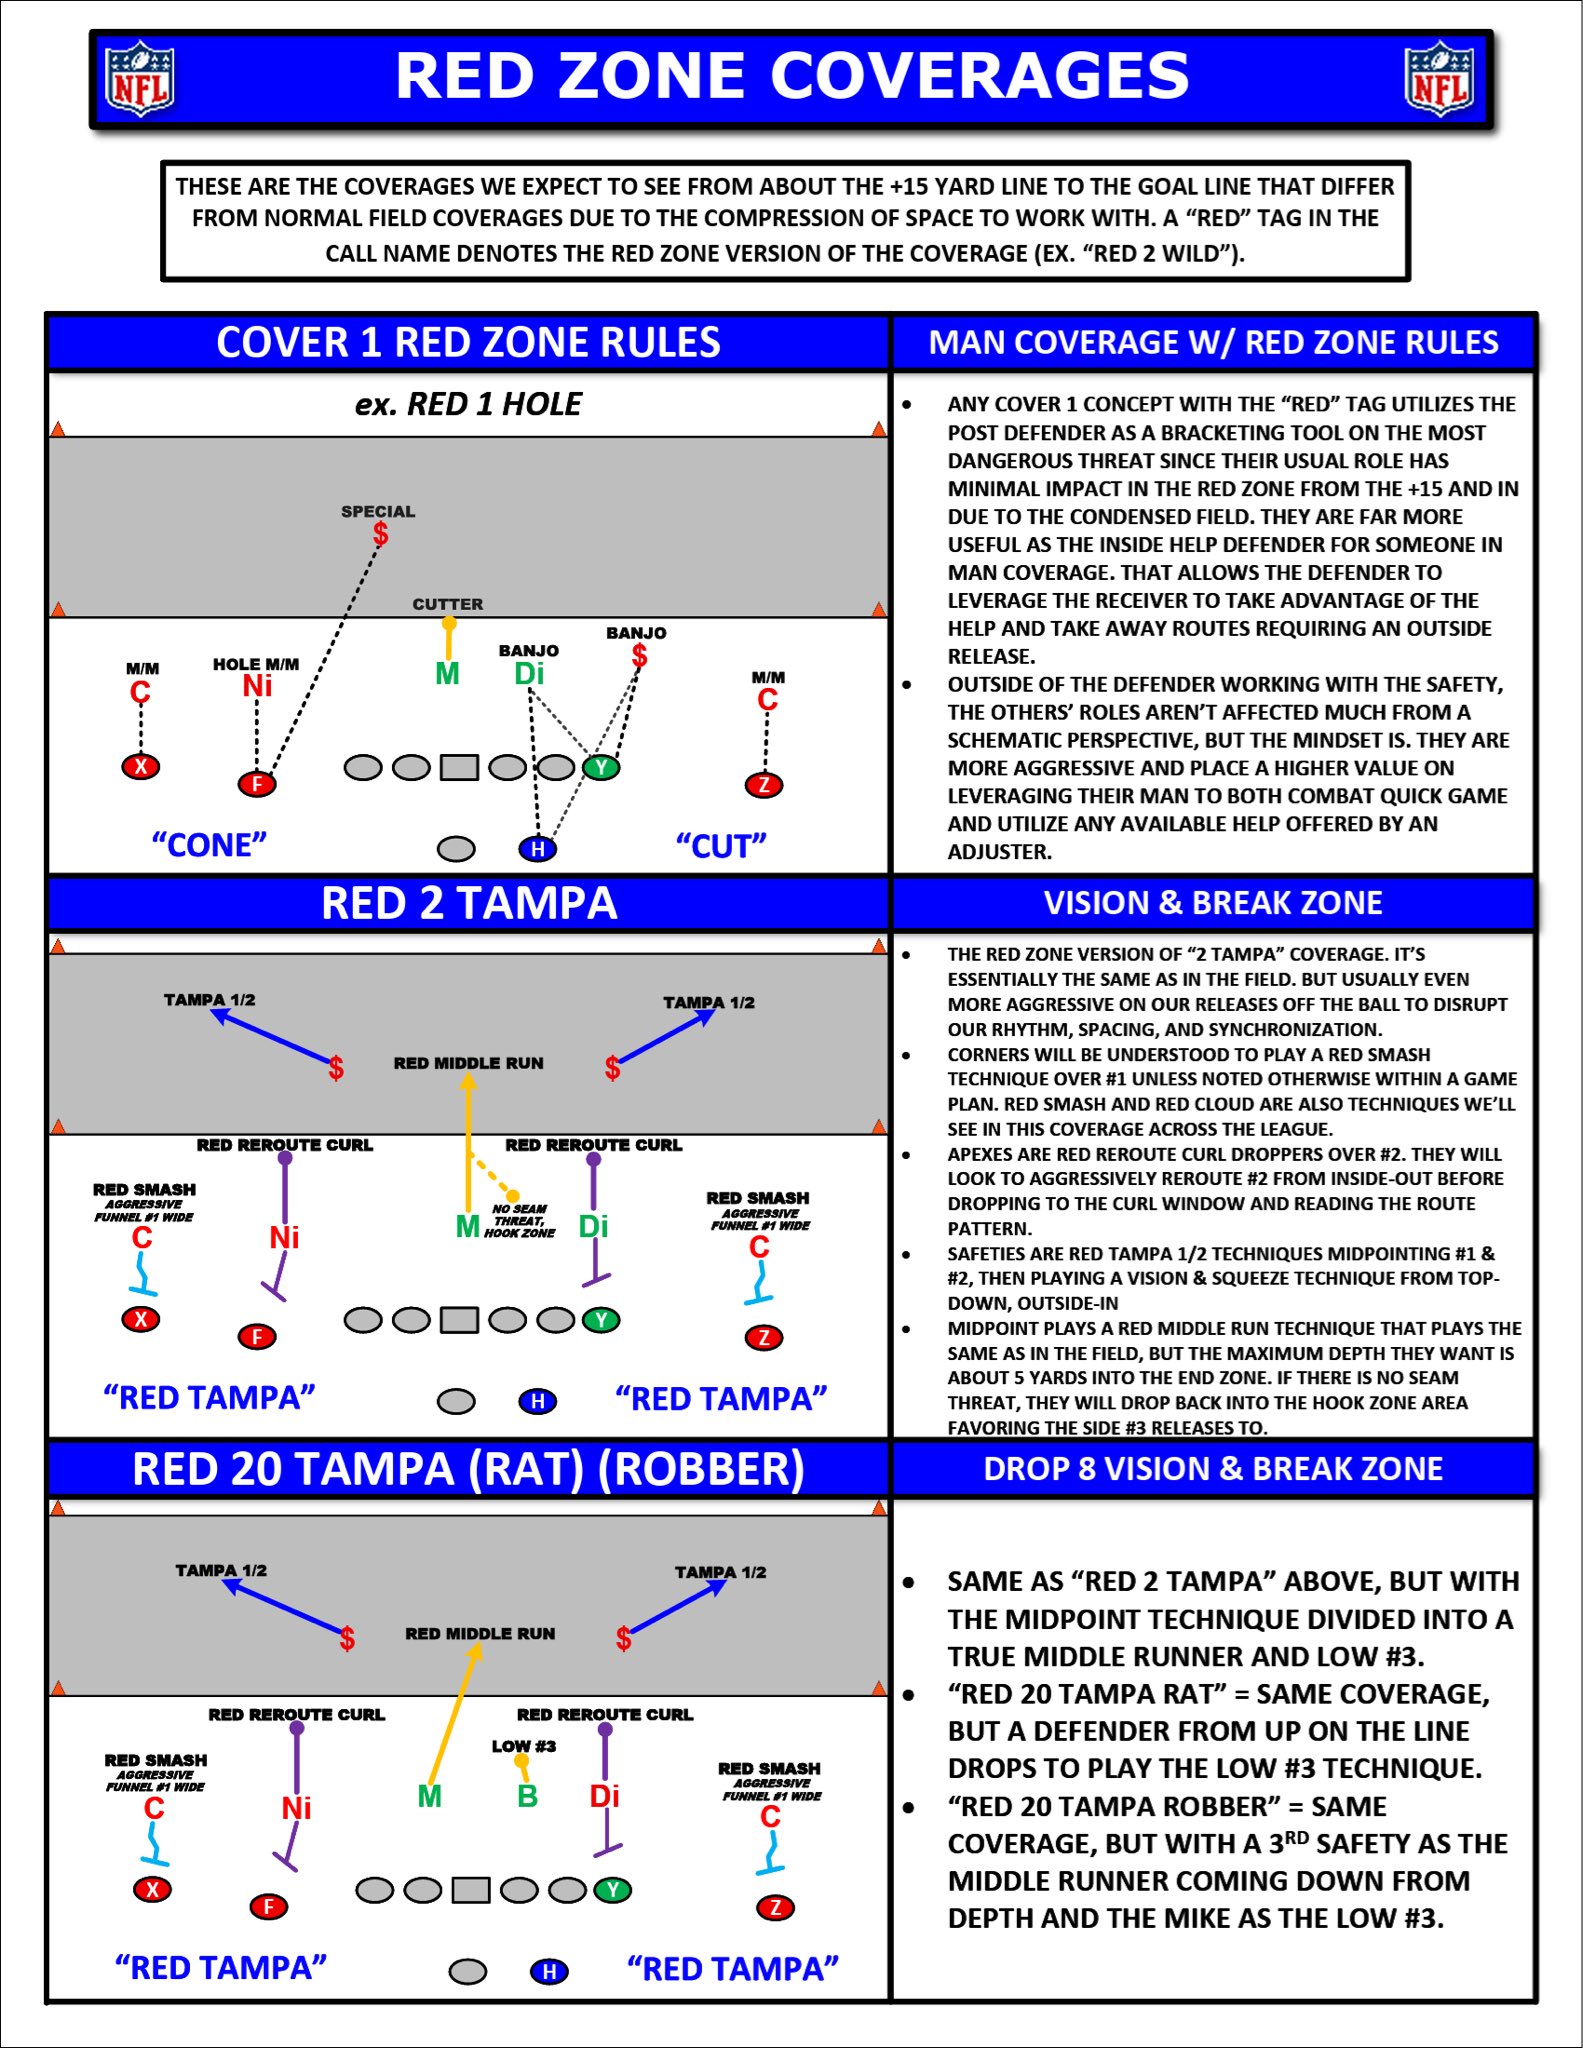 NFL
RED ZONE COVERAGES
NFL
THESE ARE THE COVERAGES WE EXPECT TO SEE FROM ABOUT THE +15 YARD LINE TO THE GOAL LINE THAT DIFFER
FROM NORMAL FIELD COVERAGES DUE TO THE COMPRESSION OF SPACE TO WORK WITH. A “RED” TAG IN THE
CALL NAME DENOTES THE RED ZONE VERSION OF THE COVERAGE (EX. “RED 2 WILD”).
COVER 1 RED ZONE RULES
ex. RED 1 HOLE
SPECIAL
$
CUTTER
BANJO
$
BANJO
HOLE M/M
M/M
M/M
C
Ni
M
Di
C
X
F
Y
Z
“CONE”
H
“CUT”
MAN COVERAGE W/ RED ZONE RULES
• ANY COVER 1 CONCEPT WITH THE “RED” TAG UTILIZES THE
POST DEFENDER AS A BRACKETING TOOL ON THE MOST
DANGEROUS THREAT SINCE THEIR USUAL ROLE HAS
MINIMAL IMPACT IN THE RED ZONE FROM THE +15 AND IN
DUE TO THE CONDENSED FIELD. THEY ARE FAR MORE
USEFUL AS THE INSIDE HELP DEFENDER FOR SOMEONE IN
MAN COVERAGE. THAT ALLOWS THE DEFENDER TO
LEVERAGE THE RECEIVER TO TAKE ADVANTAGE OF THE
HELP AND TAKE AWAY ROUTES REQUIRING AN OUTSIDE
RELEASE.
• OUTSIDE OF THE DEFENDER WORKING WITH THE SAFETY,
THE OTHERS’ ROLES AREN’T AFFECTED MUCH FROM A
SCHEMATIC PERSPECTIVE, BUT THE MINDSET IS. THEY ARE
MORE AGGRESSIVE AND PLACE A HIGHER VALUE ON
LEVERAGING THEIR MAN TO BOTH COMBAT QUICK GAME
AND UTILIZE ANY AVAILABLE HELP OFFERED BY AN
ADJUSTER.
RED 2 TAMPA
TAMPA 1/2
TAMPA 1/2
$
RED MIDDLE RUN
$
RED REROUTE CURL
RED REROUTE CURL
RED SMASH
AGGRESSIVE
FUNNEL #1 WIDE
C
Ni
M
NO SEAM
THREAT,
HOOK ZONE
Di
RED SMASH
AGGRESSIVE
FUNNEL #1 WIDE
C
X
F
Y
Z
“RED TAMPA”
H
“RED TAMPA”
VISION & BREAK ZONE
• THE RED ZONE VERSION OF “2 TAMPA” COVERAGE. IT’S
ESSENTIALLY THE SAME AS IN THE FIELD. BUT USUALLY EVEN
MORE AGGRESSIVE ON OUR RELEASES OFF THE BALL TO DISRUPT
OUR RHYTHM, SPACING, AND SYNCHRONIZATION.
• CORNERS WILL BE UNDERSTOOD TO PLAY A RED SMASH
TECHNIQUE OVER #1 UNLESS NOTED OTHERWISE WITHIN A GAME
PLAN. RED SMASH AND RED CLOUD ARE ALSO TECHNIQUES WE’LL
SEE IN THIS COVERAGE ACROSS THE LEAGUE.
• APEXES ARE RED REROUTE CURL DROPPERS OVER #2. THEY WILL
LOOK TO AGGRESSIVELY REROUTE #2 FROM INSIDE-OUT BEFORE
DROPPING TO THE CURL WINDOW AND READING THE ROUTE
PATTERN.
• SAFETIES ARE RED TAMPA 1/2 TECHNIQUES MIDPOINTING #1 &
#2, THEN PLAYING A VISION & SQUEEZE TECHNIQUE FROM TOP-
DOWN, OUTSIDE-IN
• MIDPOINT PLAYS A RED MIDDLE RUN TECHNIQUE THAT PLAYS THE
SAME AS IN THE FIELD, BUT THE MAXIMUM DEPTH THEY WANT IS
ABOUT 5 YARDS INTO THE END ZONE. IF THERE IS NO SEAM
THREAT, THEY WILL DROP BACK INTO THE HOOK ZONE AREA
FAVORING THE SIDE #3 RELEASES TO.
RED 20 TAMPA (RAT) (ROBBER)
TAMPA 1/2
TAMPA 1/2
$
RED MIDDLE RUN
$
RED REROUTE CURL
RED REROUTE CURL
LOW #3
RED SMASH
AGGRESSIVE
FUNNEL #1 WIDE
C
Ni
M
B
Di
RED SMASH
AGGRESSIVE
FUNNEL #1 WIDE
C
X
F
Y
Z
“RED TAMPA”
H
“RED TAMPA”
DROP 8 VISION & BREAK ZONE
• SAME AS “RED 2 TAMPA” ABOVE, BUT WITH
THE MIDPOINT TECHNIQUE DIVIDED INTO A
TRUE MIDDLE RUNNER AND LOW #3.
• “RED 20 TAMPA RAT” = SAME COVERAGE,
BUT A DEFENDER FROM UP ON THE LINE
DROPS TO PLAY THE LOW #3 TECHNIQUE.
• “RED 20 TAMPA ROBBER” = SAME
COVERAGE, BUT WITH A 3RD SAFETY AS THE
MIDDLE RUNNER COMING DOWN FROM
DEPTH AND THE MIKE AS THE LOW #3.